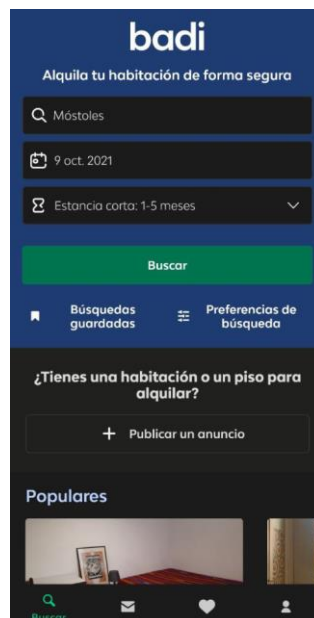 badi
Alquila tu habitación de forma segura
Móstoles
9 oct. 2021
Estancia corta: 1-5 meses
Buscar
Búsquedas
guardadas
Preferencias de
búsqueda
¿Tienes una habitación o un piso para
alquilar?
Publicar un anuncio
Populares
Buscar